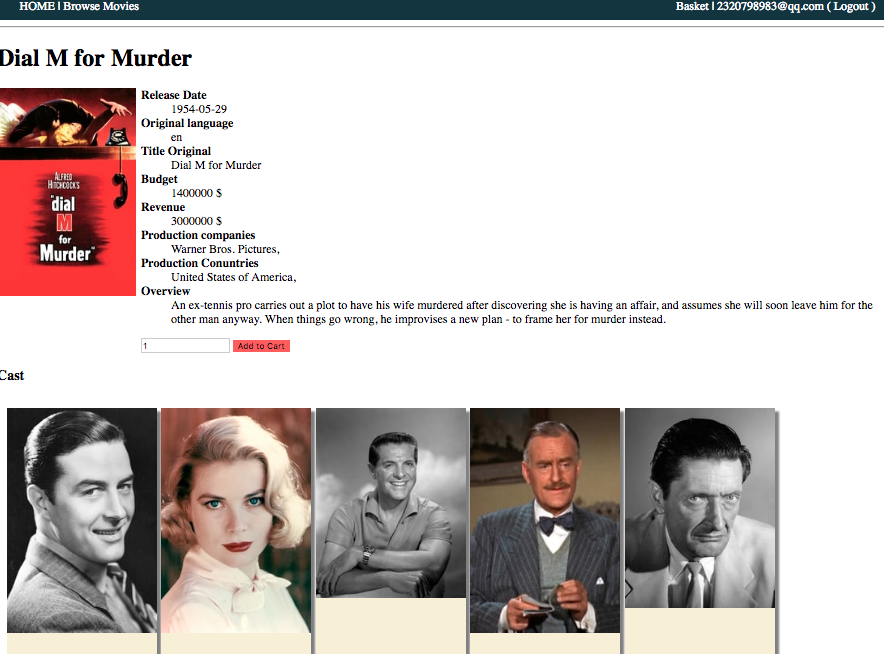 HOME | Browse Movies
Basket | 2320798983@qq.com ( Logout )
Dial M for Murder
Release Date
1954-05-29
Original language
en
Title Original
Dial M for Murder
Budget
1400000 $
Revenue
3000000 $
Production companies
Warner Bros. Pictures,
Production Conuntries
United States of America,
Overview
An ex-tennis pro carries out a plot to have his wife murdered after discovering she is having an affair, and assumes she will soon leave him for the
other man anyway. When things go wrong, he improvises a new plan - to frame her for murder instead.
ALFRED
HITCHCOCK'S
"dial
M
for
Murder"
1
Add to Cart
Cast